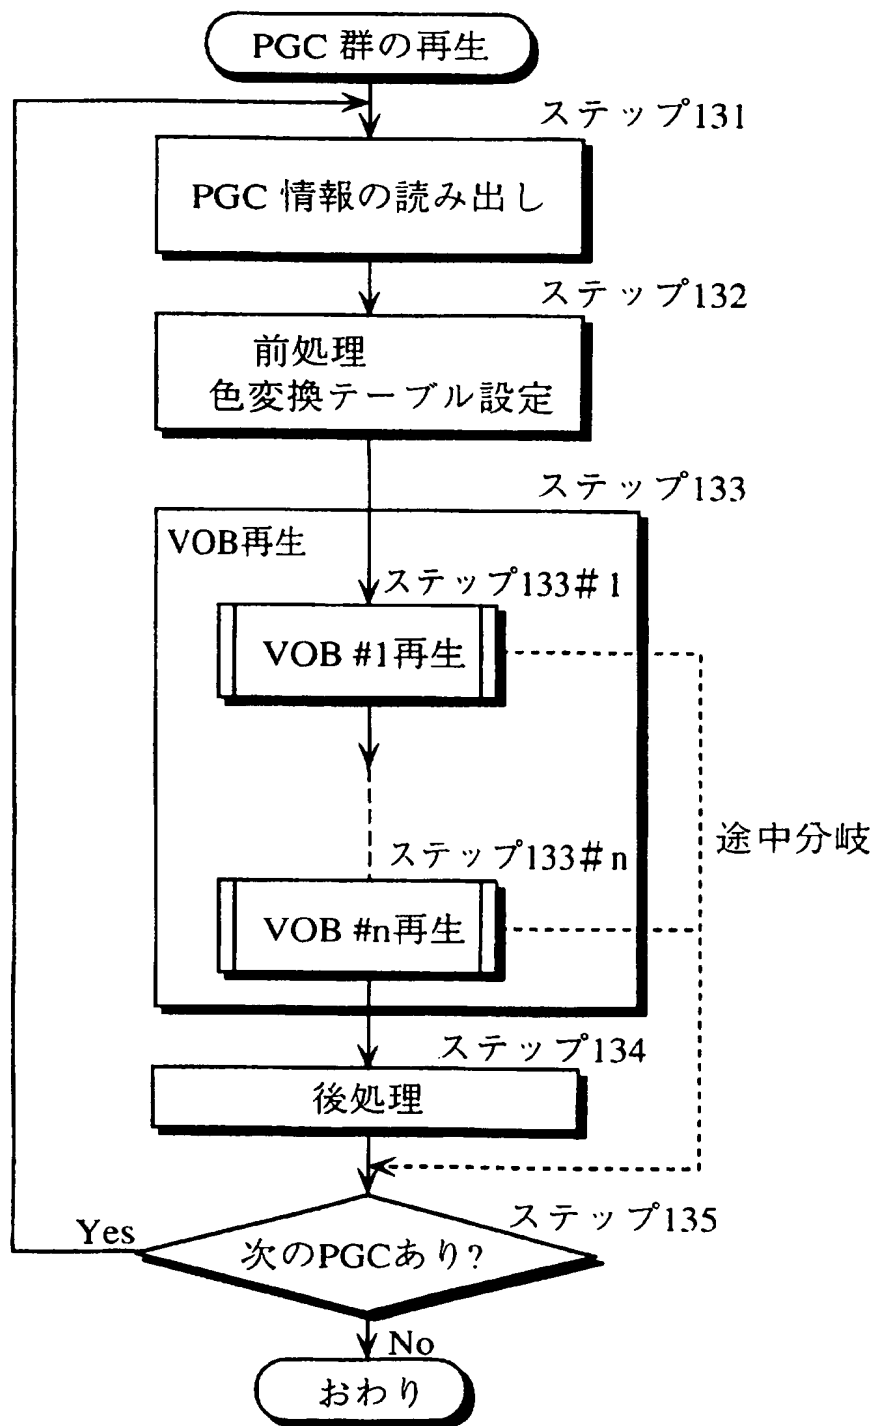 PGC 群の再生
ステップ131
PGC 情報の読み出し
ステップ132
前処理
色変換テーブル設定
ステップ133
VOB再生
ステップ133#1
VOB #1再生
途中分岐
ステップ133#n
VOB #n再生
ステップ134
後処理
ステップ135
Yes
次のPGCあり?
No
おわり